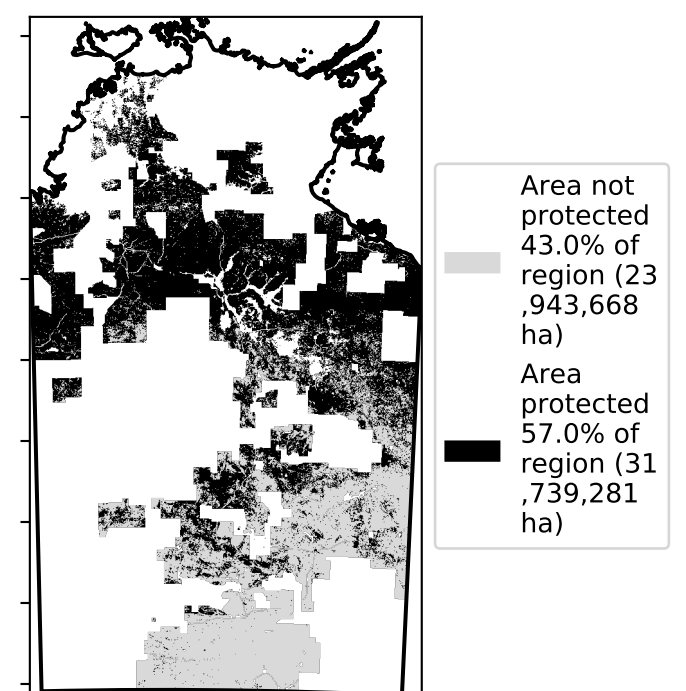 Area not
protected
43.0% of
region (23
,943,668
ha)
Area
protected
57.0% of
region (31
,739,281
ha)